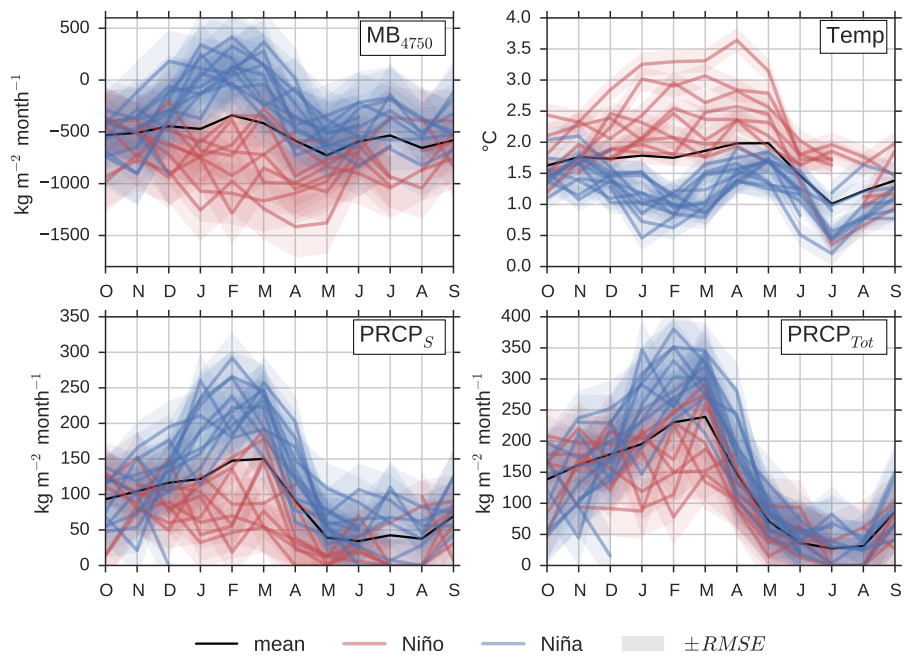 MB4750
kg m−2 month−1
500
0
−500
−1000
−1500
O N D J F M A M J J A S
Temp
°C
4.0
3.5
3.0
2.5
2.0
1.5
1.0
0.5
0.0
O N D J F M A M J J A S
PRCPS
kg m−2 month−1
350
300
250
200
150
100
50
0
O N D J F M A M J J A S
PRCPTot
kg m−2 month−1
400
350
300
250
200
150
100
50
0
O N D J F M A M J J A S
mean Niño Niña ±RMSE